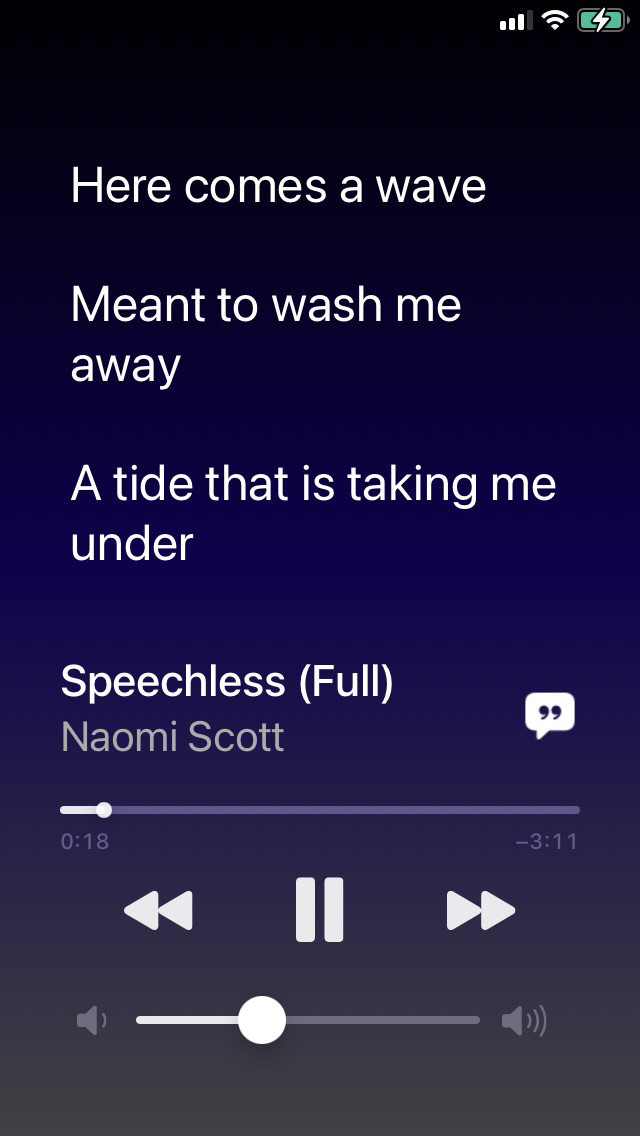 Here comes a wave
Meant to wash me
away
A tide that is taking me
under
Speechless (Full)
Naomi Scott
0:18
−3:11